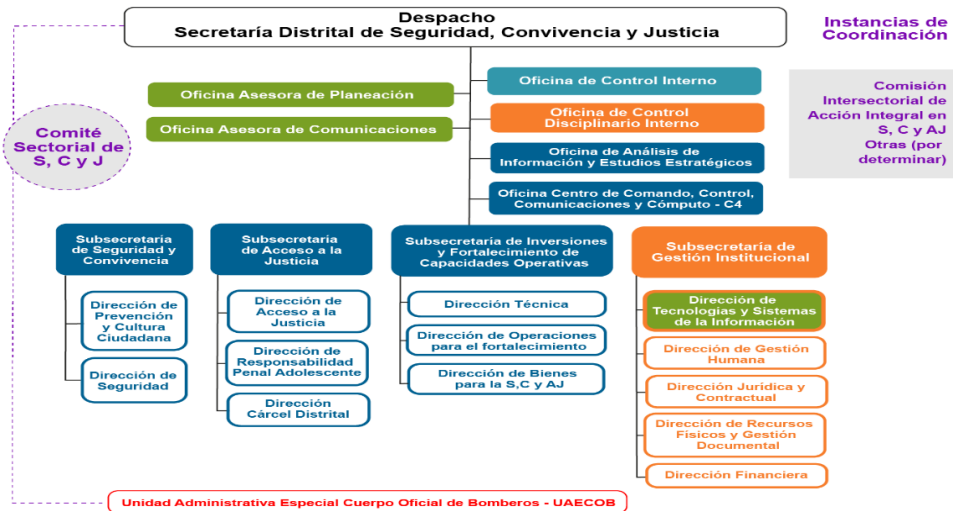 Despacho
Secretaría Distrital de Seguridad, Convivencia y Justicia
Instancias de
Coordinación
Oficina Asesora de Planeación
Oficina Asesora de Comunicaciones
Oficina de Control Interno
Oficina de Control
Disciplinario Interno
Oficina de Análisis de
Información y Estudios Estratégicos
Oficina Centro de Comando, Control,
Comunicaciones y Cómputo - C4
Comité
Sectorial de
S, C y J
Comisión
Intersectorial de
Acción Integral en
S, C y AJ
Otras (por
determinar)
Subsecretaria
de Seguridad y
Convivencia
Dirección de
Prevención
y Cultura
Ciudadana
Dirección de
Seguridad
Subsecretaria
de Acceso a la
Justicia
Dirección de
Acceso a la
Justicia
Dirección de
Responsabilidad
Penal Adolescente
Dirección
Cárcel Distrital
Subsecretaria de Inversiones
y Fortalecimiento de
Capacidades Operativas
Dirección Técnica
Dirección de Operaciones
para el fortalecimiento
Dirección de Bienes
para la S,C y AJ
Subsecretaria de
Gestión Institucional
Dirección de
Tecnologías y Sistemas
de la Información
Dirección de Gestión
Humana
Dirección Jurídica y
Contractual
Dirección de Recursos
Físicos y Gestión
Documental
Dirección Financiera
Unidad Administrativa Especial Cuerpo Oficial de Bomberos - UAECOB